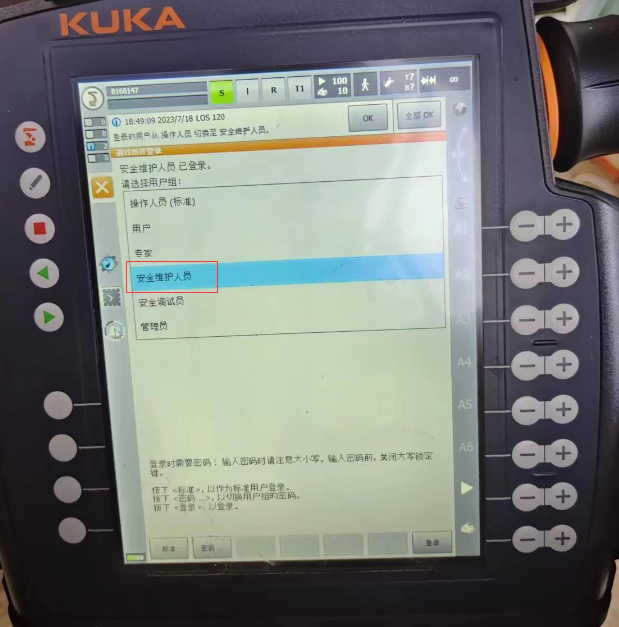 KUKA
8160147
S I R T1 100 10 T? B? ∞
18:49:09 2023/7/18 LOS 120
登录的用户从 操作人员 切换至 安全维护人员。
OK 全部 OK
通过选择登录
安全维护人员 已登录。
请选择用户组:
操作人员 (标准)
用户
专家
安全维护人员
安全调试员
管理员
A1
A2
A3
A4
A5
A6
登录时需要密码! 输入密码时请注意大小写。输入密码前,关闭大写锁定
键。
按下 <标准>,以作为标准用户登录。
按下 <密码 ...>,以切换用户组的密码。
按下 <登录>,以登录。
标准 密码 登录